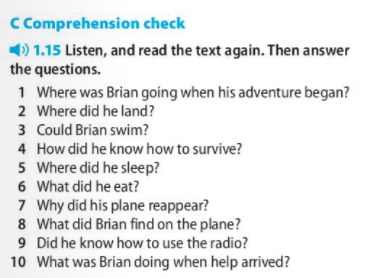 C Comprehension check
1.15 Listen, and read the text again. Then answer
the questions.
1 Where was Brian going when his adventure began?
2 Where did he land?
3 Could Brian swim?
4 How did he know how to survive?
5 Where did he sleep?
6 What did he eat?
7 Why did his plane reappear?
8 What did Brian find on the plane?
9 Did he know how to use the radio?
10 What was Brian doing when help arrived?